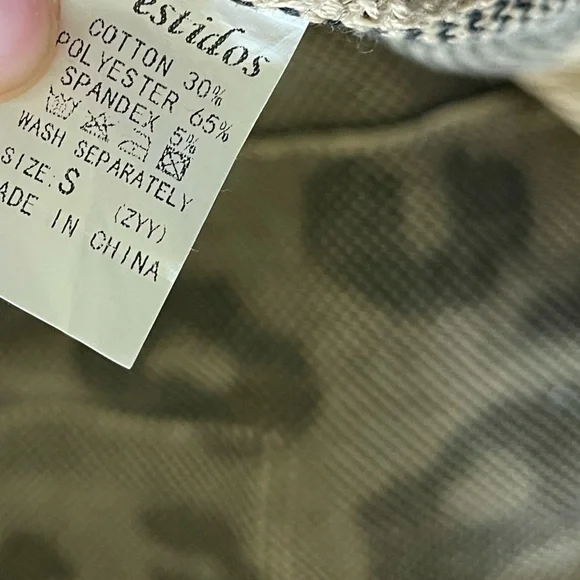 estidos
COTTON 30%
POLYESTER 65%
SPANDEX 5%
WASH SEPARATELY
SIZE: S
ADE IN CHINA
(ZYY)